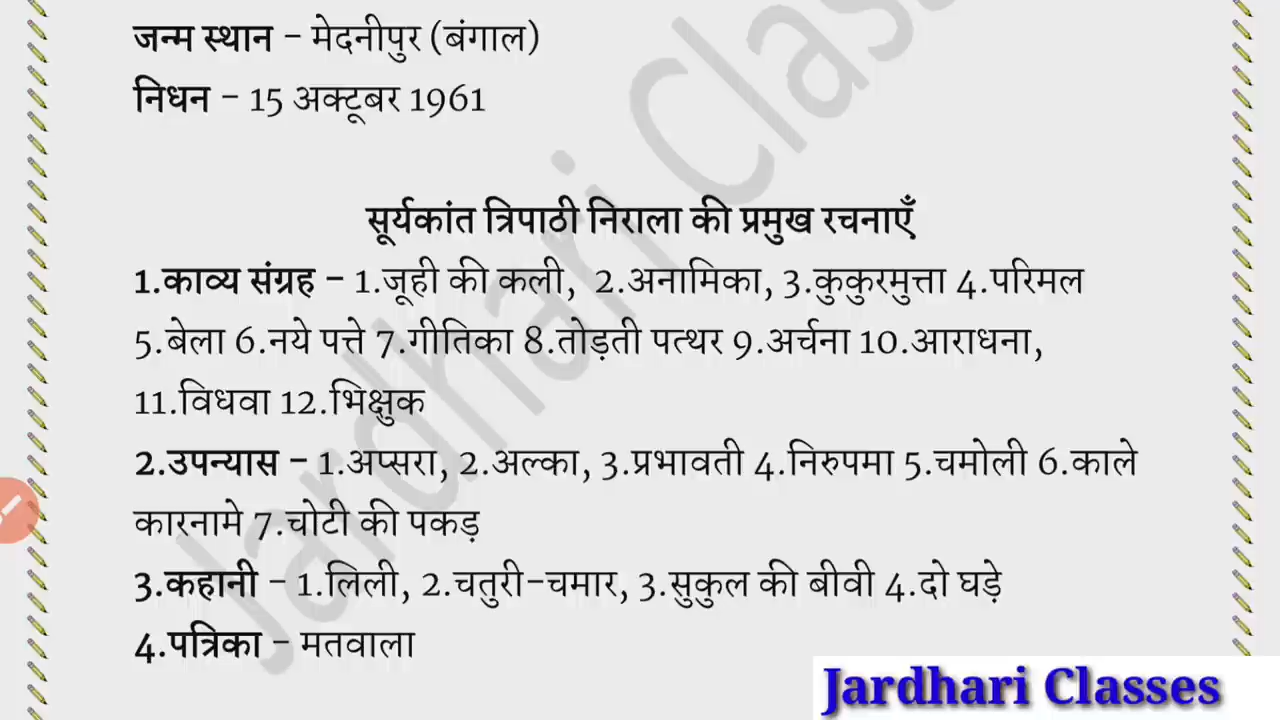 जन्म स्थान - मेदनीपुर (बंगाल)
निधन - 15 अक्टूबर 1961
सूर्यकांत त्रिपाठी निराला की प्रमुख रचनाएँ
1.काव्य संग्रह - 1.जूही की कली, 2.अनामिका, 3.कुकुरमुत्ता 4.परिमल
5.बेला 6.नये पत्ते 7.गीतिका 8.तोड़ती पत्थर 9.अर्चना 10.आराधना,
11.विधवा 12.भिक्षुक
2.उपन्यास - 1.अप्सरा, 2.अल्का, 3.प्रभावती 4.निरुपमा 5.चमोली 6.काले
कारनामे 7.चोटी की पकड़
3.कहानी - 1.लिली, 2.चतुरी-चमार, 3.सुकुल की बीवी 4.दो घड़े
4.पत्रिका - मतवाला
Jardhari Classes
Jardhari Class